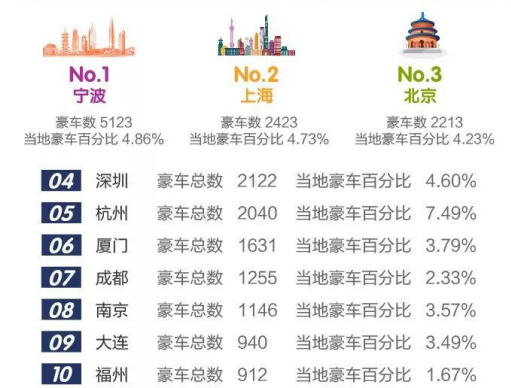 No.1 No.2 No.3
宁波 上海 北京
豪车数 5123 豪车数 2423 豪车数 2213
当地豪车百分比 4.86% 当地豪车百分比 4.73% 当地豪车百分比 4.23%
04 深圳 豪车总数 2122 当地豪车百分比 4.60%
05 杭州 豪车总数 2040 当地豪车百分比 7.49%
06 厦门 豪车总数 1631 当地豪车百分比 3.79%
07 成都 豪车总数 1255 当地豪车百分比 2.33%
08 南京 豪车总数 1146 当地豪车百分比 3.57%
09 大连 豪车总数 940 当地豪车百分比 3.49%
10 福州 豪车总数 912 当地豪车百分比 1.67%